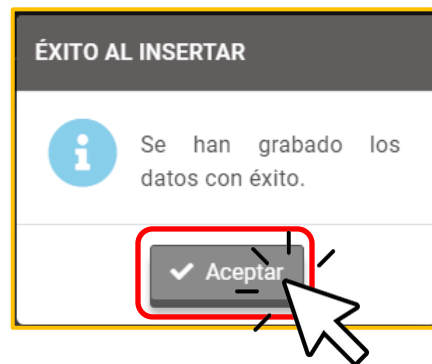 ÉXITO AL INSERTAR
Se han grabado los
datos con éxito.
Aceptar